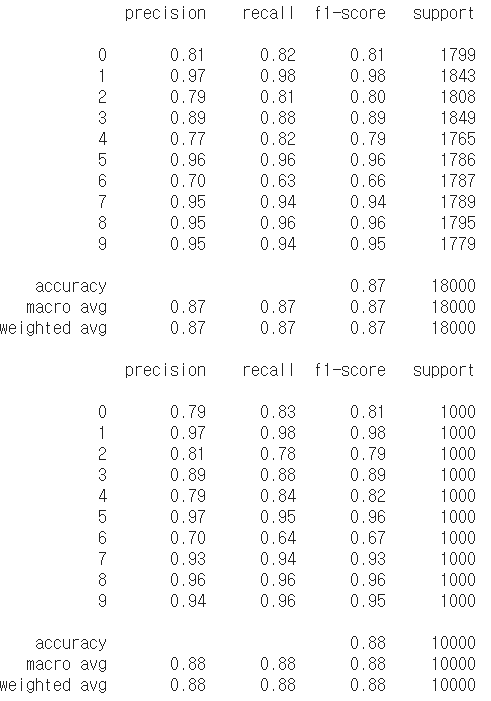 precision recall f1-score support
0 0.81 0.82 0.81 1799
1 0.97 0.98 0.98 1843
2 0.79 0.81 0.80 1808
3 0.89 0.88 0.89 1849
4 0.77 0.82 0.79 1765
5 0.96 0.96 0.96 1786
6 0.70 0.63 0.66 1787
7 0.95 0.94 0.94 1789
8 0.95 0.96 0.96 1795
9 0.95 0.94 0.95 1779
accuracy 0.87 18000
macro avg 0.87 0.87 0.87 18000
weighted avg 0.87 0.87 0.87 18000
precision recall f1-score support
0 0.79 0.83 0.81 1000
1 0.97 0.98 0.98 1000
2 0.81 0.78 0.79 1000
3 0.89 0.88 0.89 1000
4 0.79 0.84 0.82 1000
5 0.97 0.95 0.96 1000
6 0.70 0.64 0.67 1000
7 0.93 0.94 0.93 1000
8 0.96 0.96 0.96 1000
9 0.94 0.96 0.95 1000
accuracy 0.88 10000
macro avg 0.88 0.88 0.88 10000
weighted avg 0.88 0.88 0.88 10000